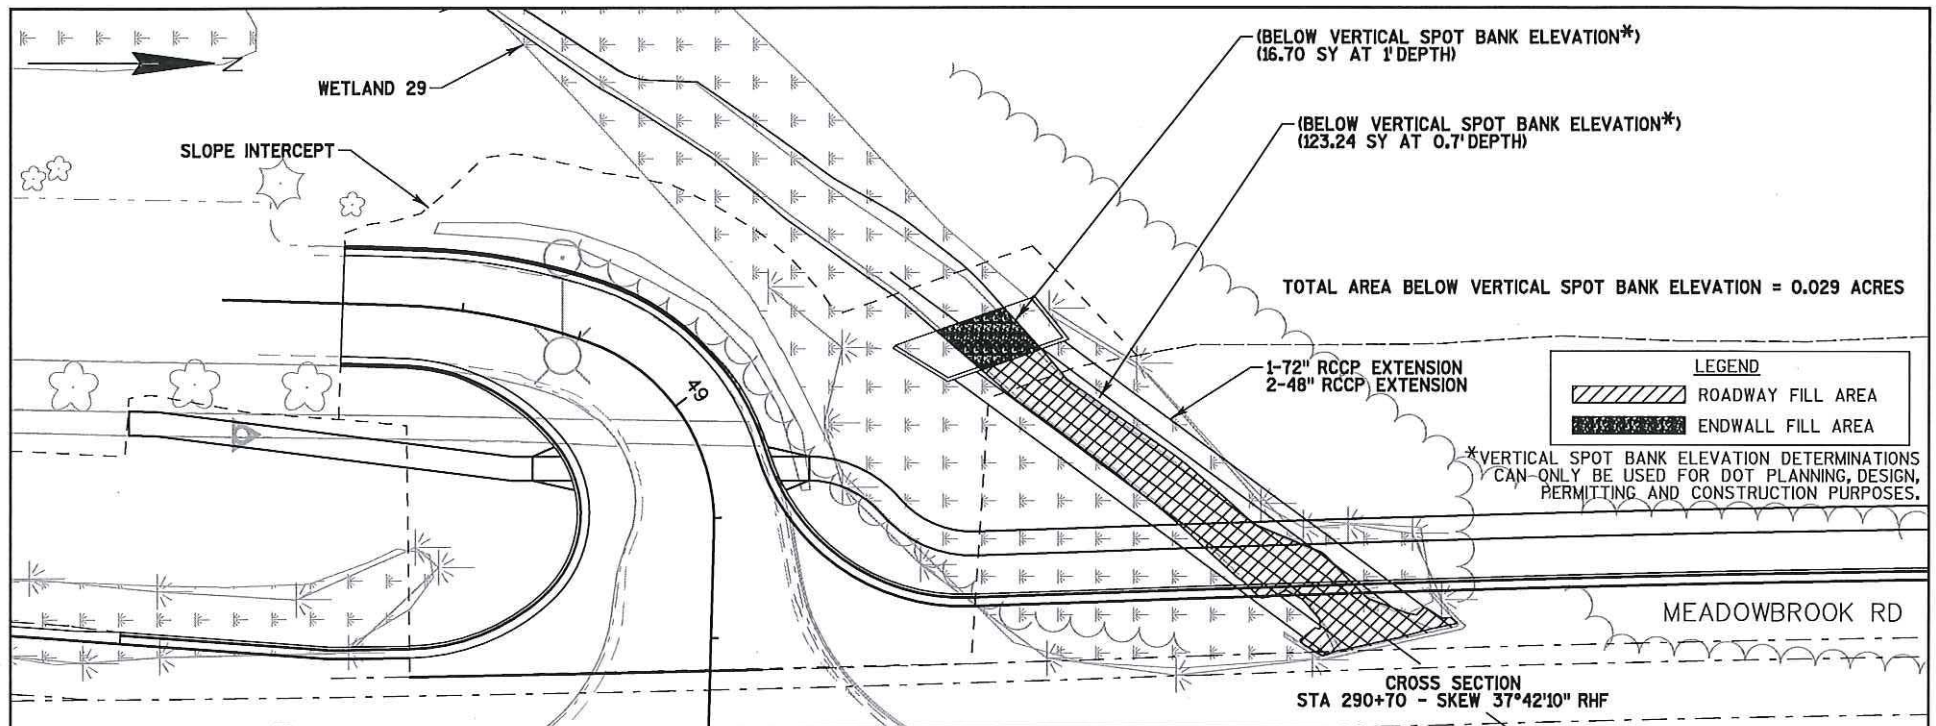 (BELOW VERTICAL SPOT BANK ELEVATION*)
(16.70 SY AT 1' DEPTH)
N
WETLAND 29
(BELOW VERTICAL SPOT BANK ELEVATION*)
(123.24 SY AT 0.7' DEPTH)
SLOPE INTERCEPT
TOTAL AREA BELOW VERTICAL SPOT BANK ELEVATION = 0.029 ACRES
1-72" RCCP EXTENSION
2-48" RCCP EXTENSION
LEGEND
ROADWAY FILL AREA
ENDWALL FILL AREA
49
*VERTICAL SPOT BANK ELEVATION DETERMINATIONS
CAN ONLY BE USED FOR DOT PLANNING, DESIGN,
PERMITTING AND CONSTRUCTION PURPOSES.
MEADOWBROOK RD
CROSS SECTION
STA 290+70 - SKEW 37°42'10" RHF